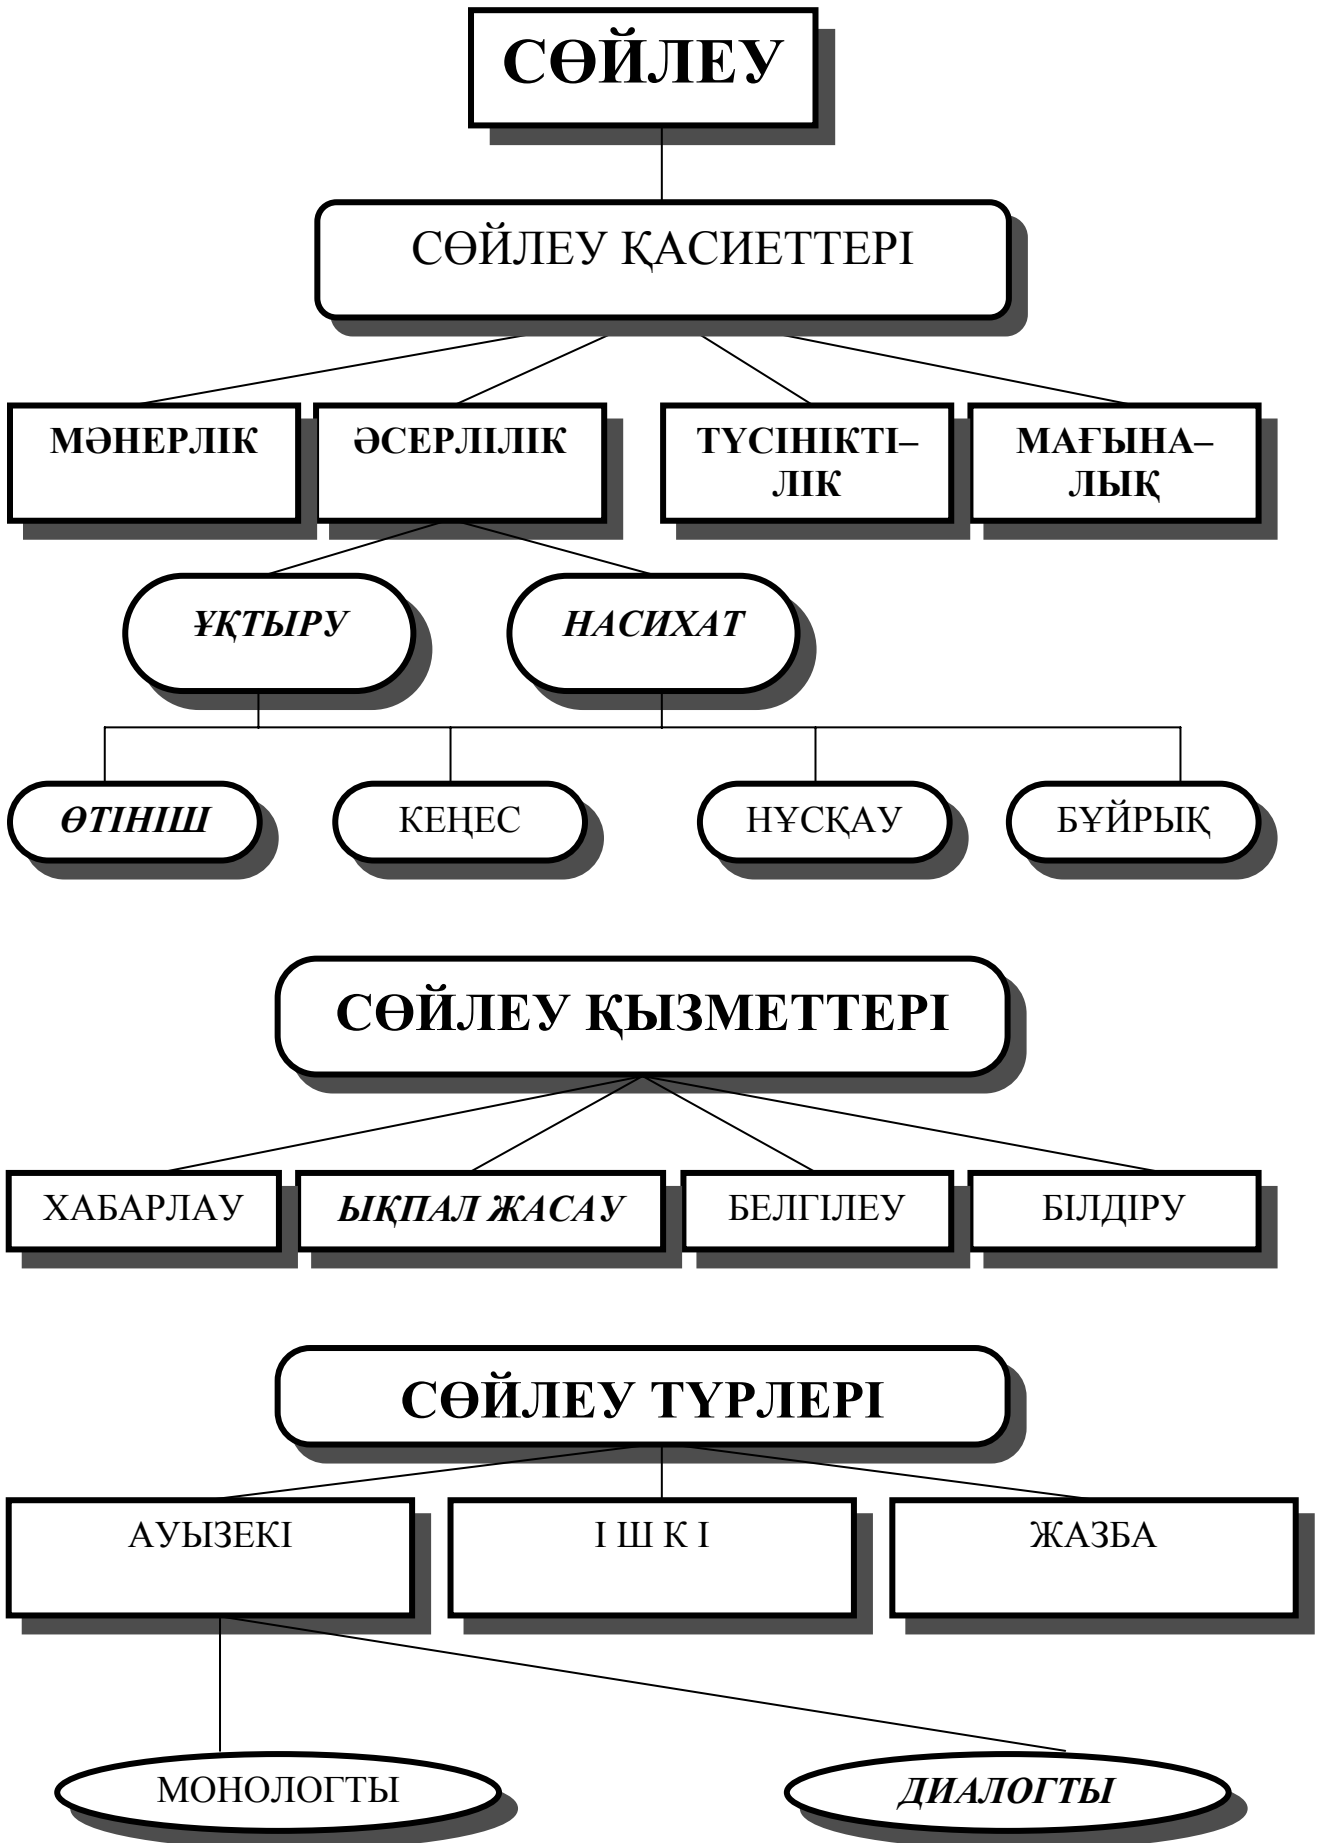 СӨЙЛЕУ
СӨЙЛЕУ ҚАСИЕТТЕРІ
МӘНЕРЛІК
ӘСЕРЛІЛІК
ТҮСІНІКТІ–
ЛІК
МАҒЫНА–
ЛЫҚ
ҰҚТЫРУ
НАСИХАТ
ӨТІНІШ
КЕҢЕС
НҰСҚАУ
БҰЙРЫҚ
СӨЙЛЕУ ҚЫЗМЕТТЕРІ
ХАБАРЛАУ
ЫҚПАЛ ЖАСАУ
БЕЛГІЛЕУ
БІЛДІРУ
СӨЙЛЕУ ТҮРЛЕРІ
АУЫЗЕКІ
І Ш К І
ЖАЗБА
МОНОЛОГТЫ
ДИАЛОГТЫ